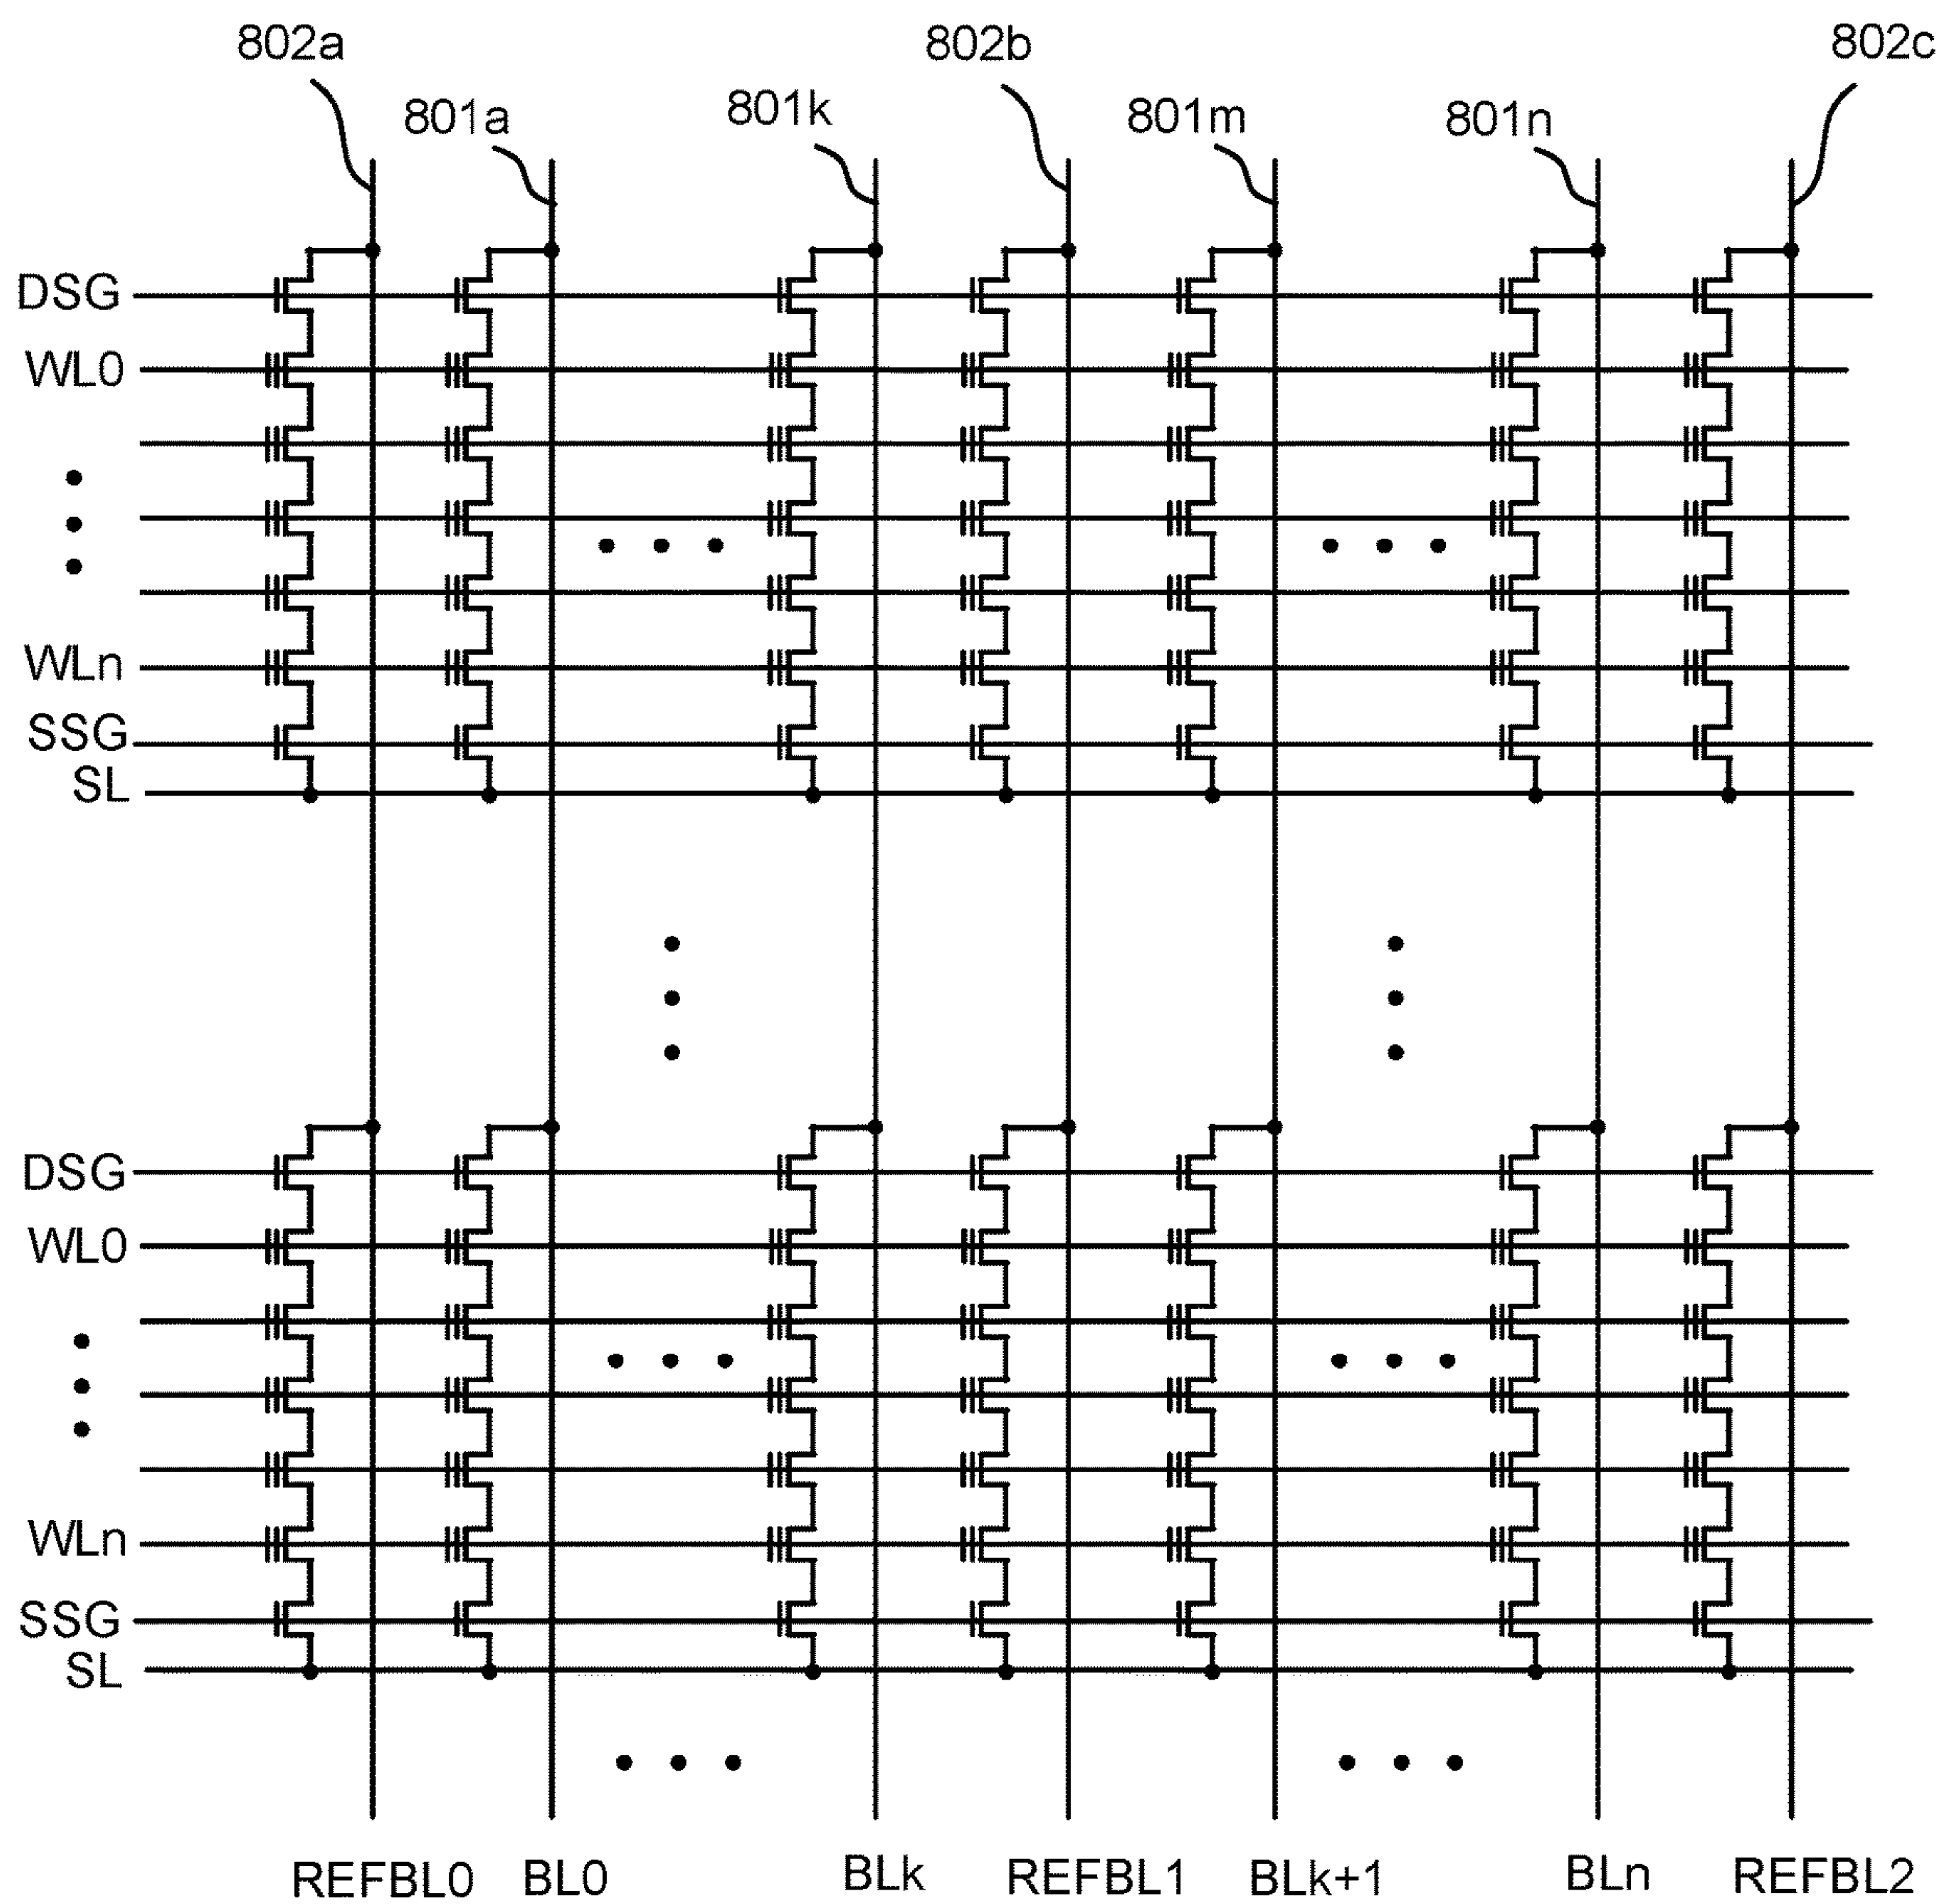 802a 802b 802c
801a 801k 801m 801n
DSG
WL0
WLn
SSG
SL
DSG
WL0
WLn
SSG
SL
REFBL0 BL0 BLk REFBL1 BLk+1 BLn REFBL2